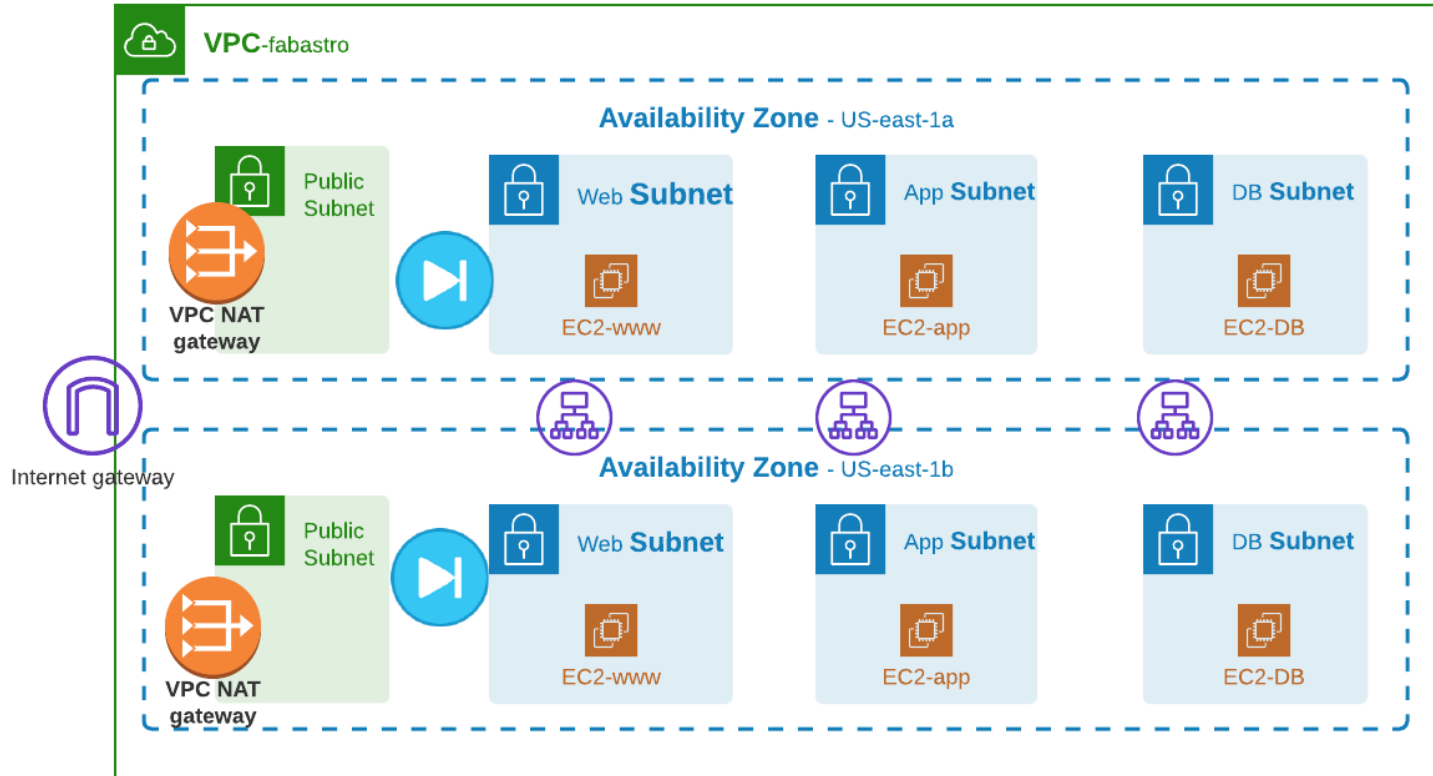 VPC-fabastro
Availability Zone - US-east-1a
Public
Subnet
Web Subnet
App Subnet
DB Subnet
VPC NAT
gateway
EC2-www
EC2-app
EC2-DB
Internet gateway
Availability Zone - US-east-1b
Public
Subnet
Web Subnet
App Subnet
DB Subnet
VPC NAT
gateway
EC2-www
EC2-app
EC2-DB